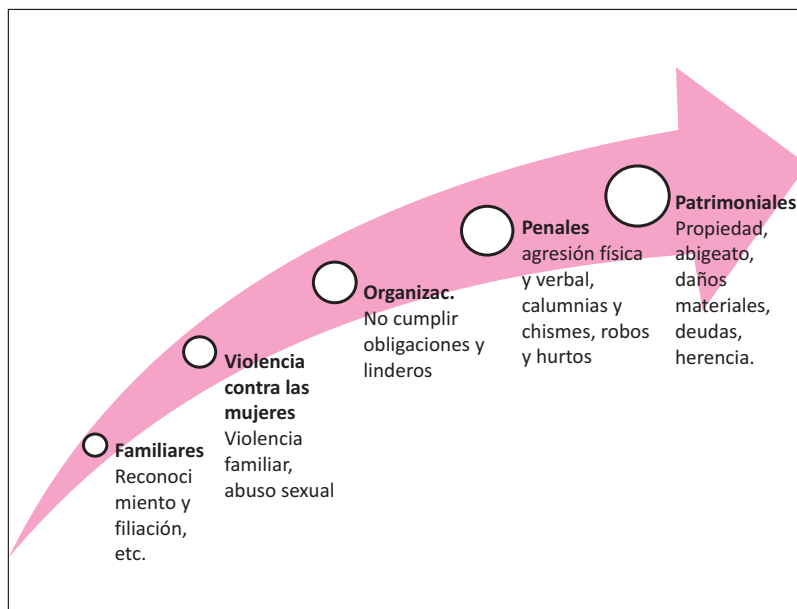 Familiares
Reconoci
miento y
filiación,
etc.
Violencia
contra las
mujeres
Violencia
familiar,
abuso sexual
Organizac.
No cumplir
obligaciones y
linderos
Penales
agresión física
y verbal,
calumnias y
chismes, robos
y hurtos
Patrimoniales
Propiedad,
abigeato,
daños
materiales,
deudas,
herencia.